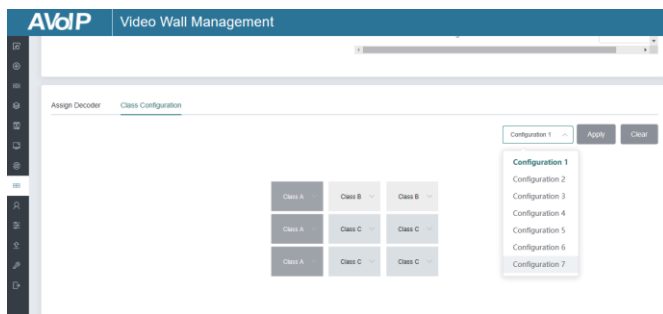 AVoIP Video Wall Management
Assign Decoder Class Configuration
Configuration 1 Apply Clear
Configuration 1
Configuration 2
Configuration 3
Configuration 4
Configuration 5
Configuration 6
Configuration 7
Class A Class B Class B
Class A Class C Class C
Class A Class C Class C